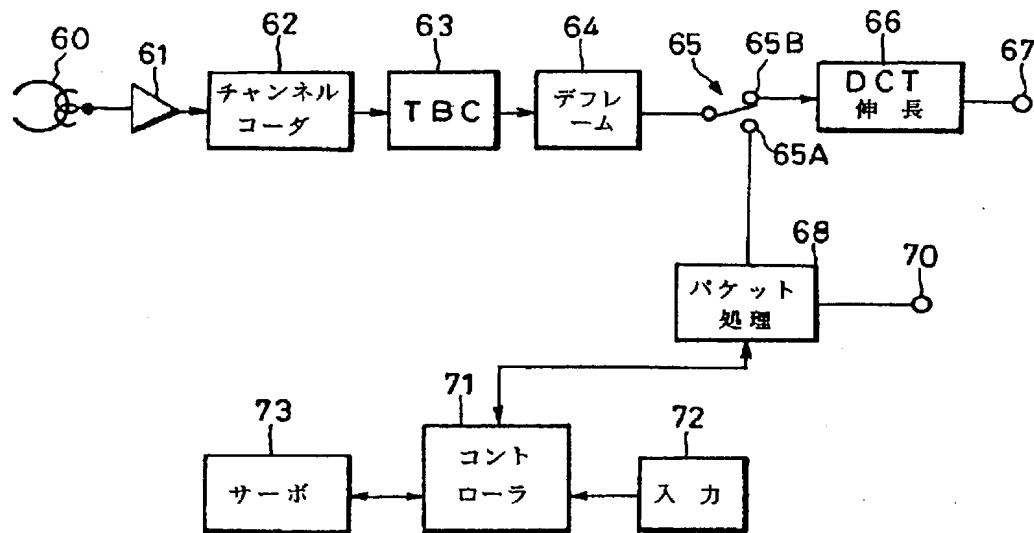 60
61
62
63
64
65
65B
66
67
チャンネル
コーダ
TBC
デフレ
ーム
DCT
伸長
65A
68
70
パケット
処理
71
72
73
コント
ローラ
サーボ
入力